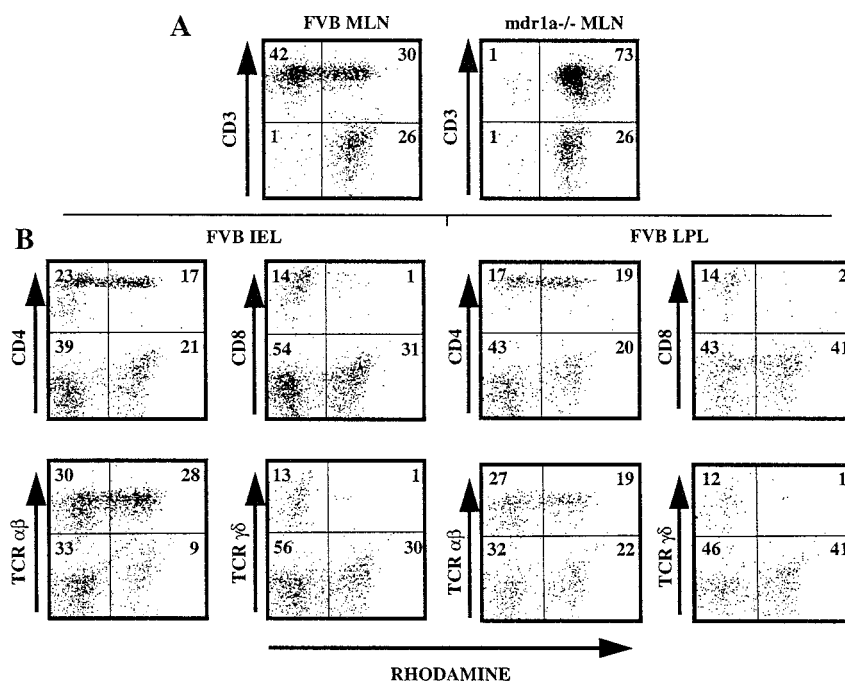 A
FVB MLN
mdr1a-/- MLN
42 30
1 26
CD3
1 73
1 26
CD3
B
FVB IEL
FVB LPL
23 17
39 21
CD4
14 1
54 31
CD8
17 19
43 20
CD4
14 2
43 41
CD8
30 28
33 9
TCR αβ
13 1
56 30
TCR γδ
27 19
32 22
TCR αβ
12 1
46 41
TCR γδ
RHODAMINE